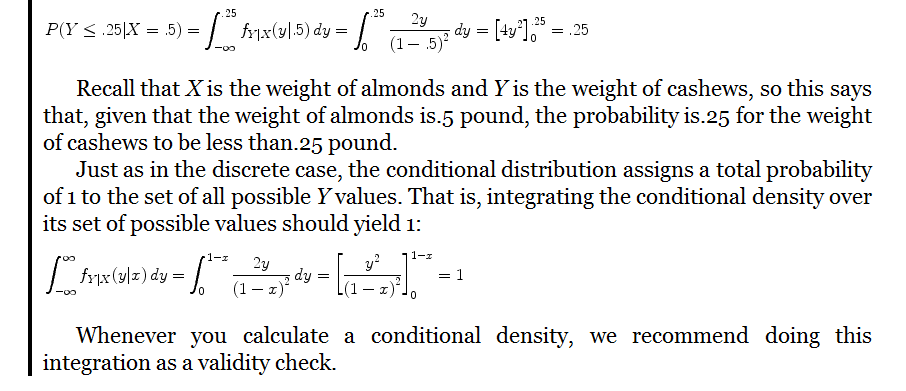 P(Y ≤ .25|X = .5) = ∫_{-∞}^{.25} f_{Y|X}(y|.5) dy = ∫_0^{.25} 2y/(1 − .5)² dy = [4y²]_0^{.25} = .25
Recall that X is the weight of almonds and Y is the weight of cashews, so this says
that, given that the weight of almonds is.5 pound, the probability is.25 for the weight
of cashews to be less than.25 pound.
Just as in the discrete case, the conditional distribution assigns a total probability
of 1 to the set of all possible Y values. That is, integrating the conditional density over
its set of possible values should yield 1:
∫_{-∞}^{∞} f_{Y|X}(y|x) dy = ∫_0^{1−x} 2y/(1 − x)² dy = [y²/(1 − x)²]_0^{1−x} = 1
Whenever you calculate a conditional density, we recommend doing this
integration as a validity check.